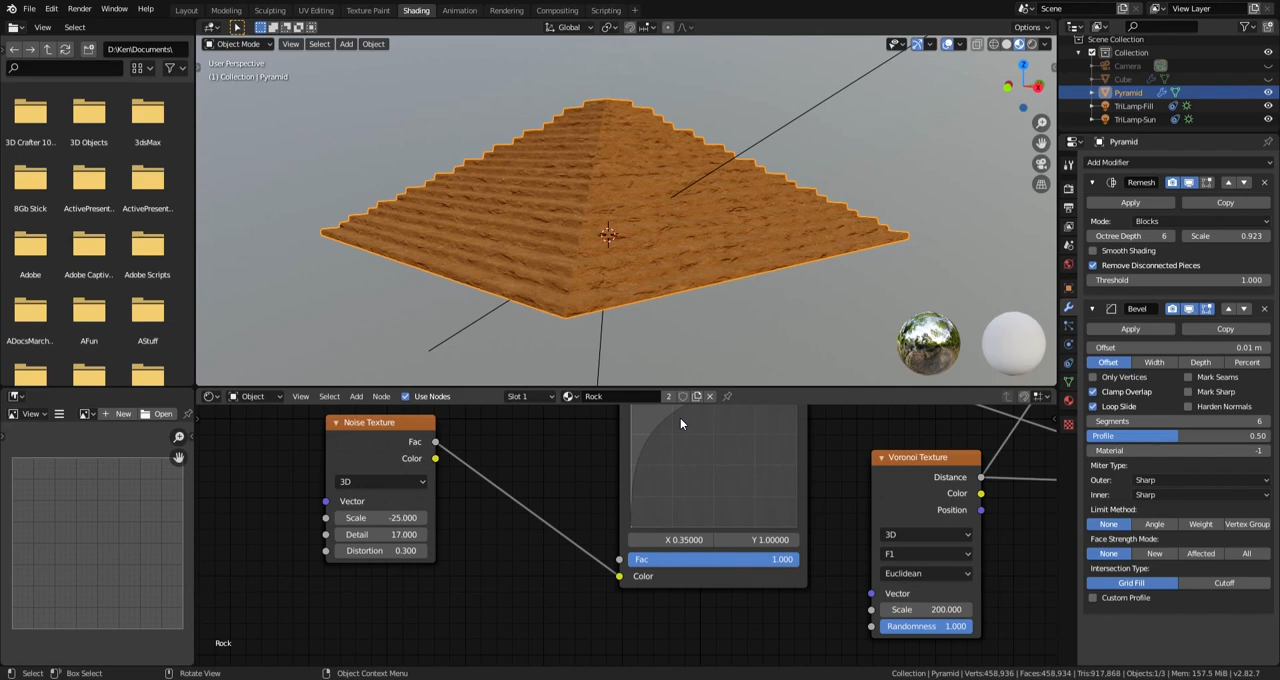 File Edit Render Window Help Layout Modeling Sculpting UV Editing Texture Paint Shading Animation Rendering Compositing Scripting + Scene View Layer
View Select Global Options
D:\Ken\Documents\ Object Mode View Select Add Object
User Perspective
(1) Collection | Pyramid
Z
X
3D Crafter 10... 3D Objects 3dsMax
8Gb Stick ActivePresent... ActivePresent...
Adobe Adobe Captiv... Adobe Scripts
ADocsMarch... AFun AStuff
Scene Collection
Collection
Camera
Cube
Pyramid
TriLamp-Fill
TriLamp-Sun
Pyramid
Add Modifier
Remesh
Apply Copy
Mode: Blocks
Octree Depth 6 Scale 0.923
Smooth Shading
Remove Disconnected Pieces
Threshold 1.000
Bevel
Apply Copy
Offset 0.01 m
Offset Width Depth Percent
Only Vertices Mark Seams
Clamp Overlap Mark Sharp
Loop Slide Harden Normals
Segments 6
Profile 0.50
Material -1
Miter Type:
Outer: Sharp
Inner: Sharp
Limit Method:
None Angle Weight Vertex Group
Face Strength Mode:
None New Affected All
Intersection Type:
Grid Fill Cutoff
Custom Profile
View New Open
Object View Select Add Node Use Nodes Slot 1 Rock 2
Noise Texture
Fac
Color
3D
Vector
Scale -25.000
Detail 17.000
Distortion 0.300
X 0.35000 Y 1.00000
Fac 1.000
Color
Voronoi Texture
Distance
Color
Position
3D
F1
Euclidean
Vector
Scale 200.000
Randomness 1.000
Rock
Select Box Select Rotate View Object Context Menu Collection | Pyramid | Verts:458,936 | Faces:458,934 | Tris:917,868 | Objects:1/3 | Mem: 157.5 MiB | v2.82.7